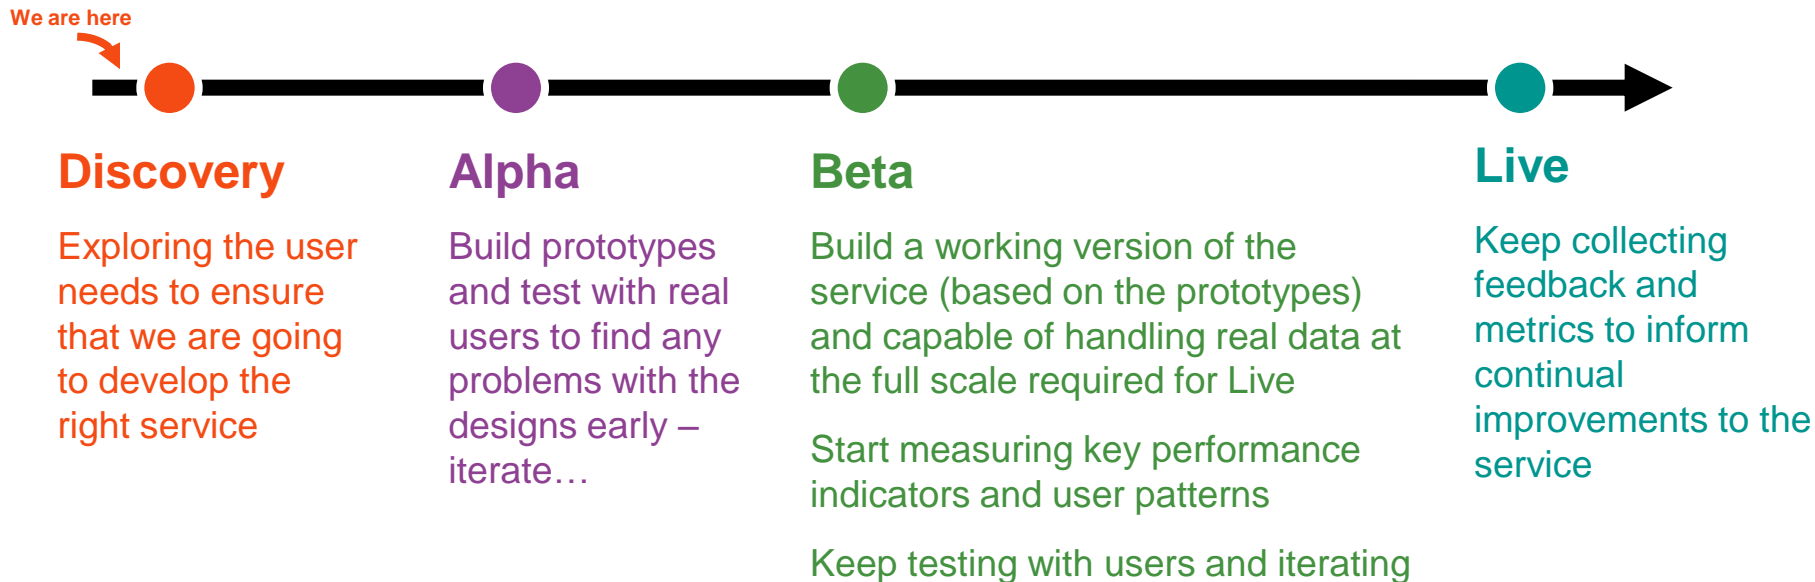 We are here
Discovery
Exploring the user
needs to ensure
that we are going
to develop the
right service
Alpha
Build prototypes
and test with real
users to find any
problems with the
designs early –
iterate…
Beta
Build a working version of the
service (based on the prototypes)
and capable of handling real data at
the full scale required for Live
Start measuring key performance
indicators and user patterns
Keep testing with users and iterating
Live
Keep collecting
feedback and
metrics to inform
continual
improvements to the
service